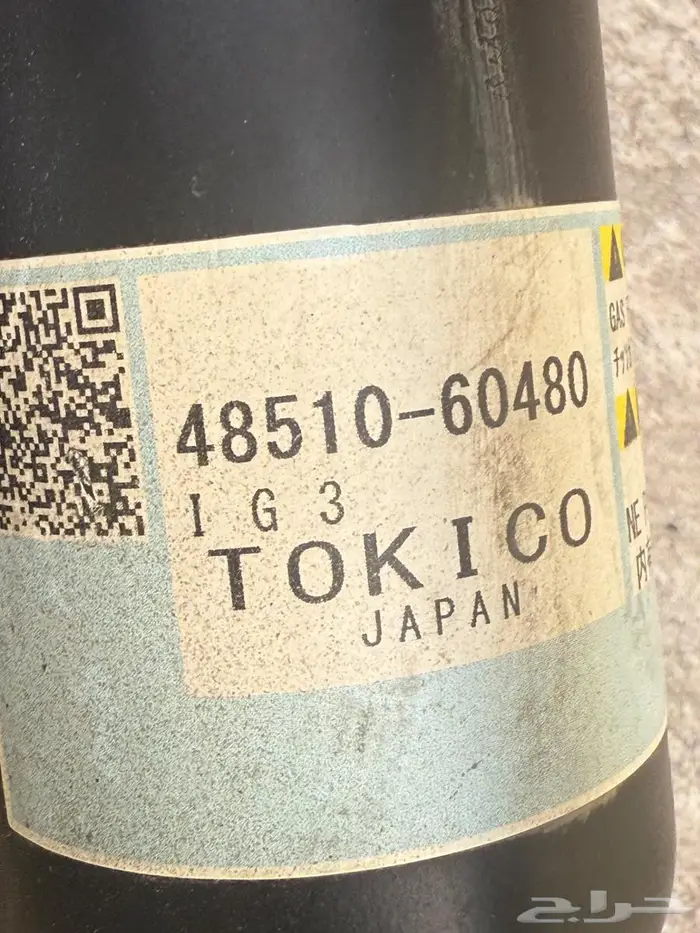 48510-60480
IG3
TOKICO
JAPAN
GAS
NE
حراج